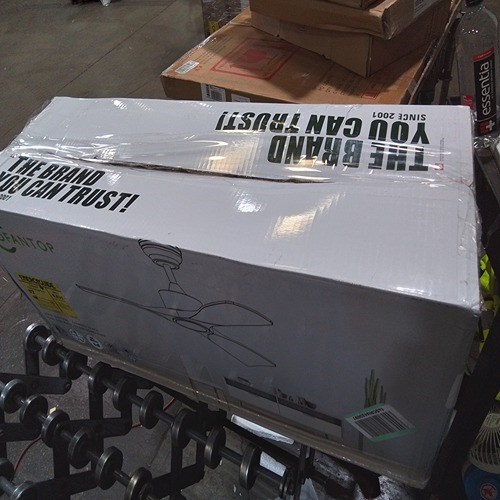 THE BRAND
YOU CAN TRUST!
SINCE 2001
THE BRAND
YOU CAN TRUST!
essentia